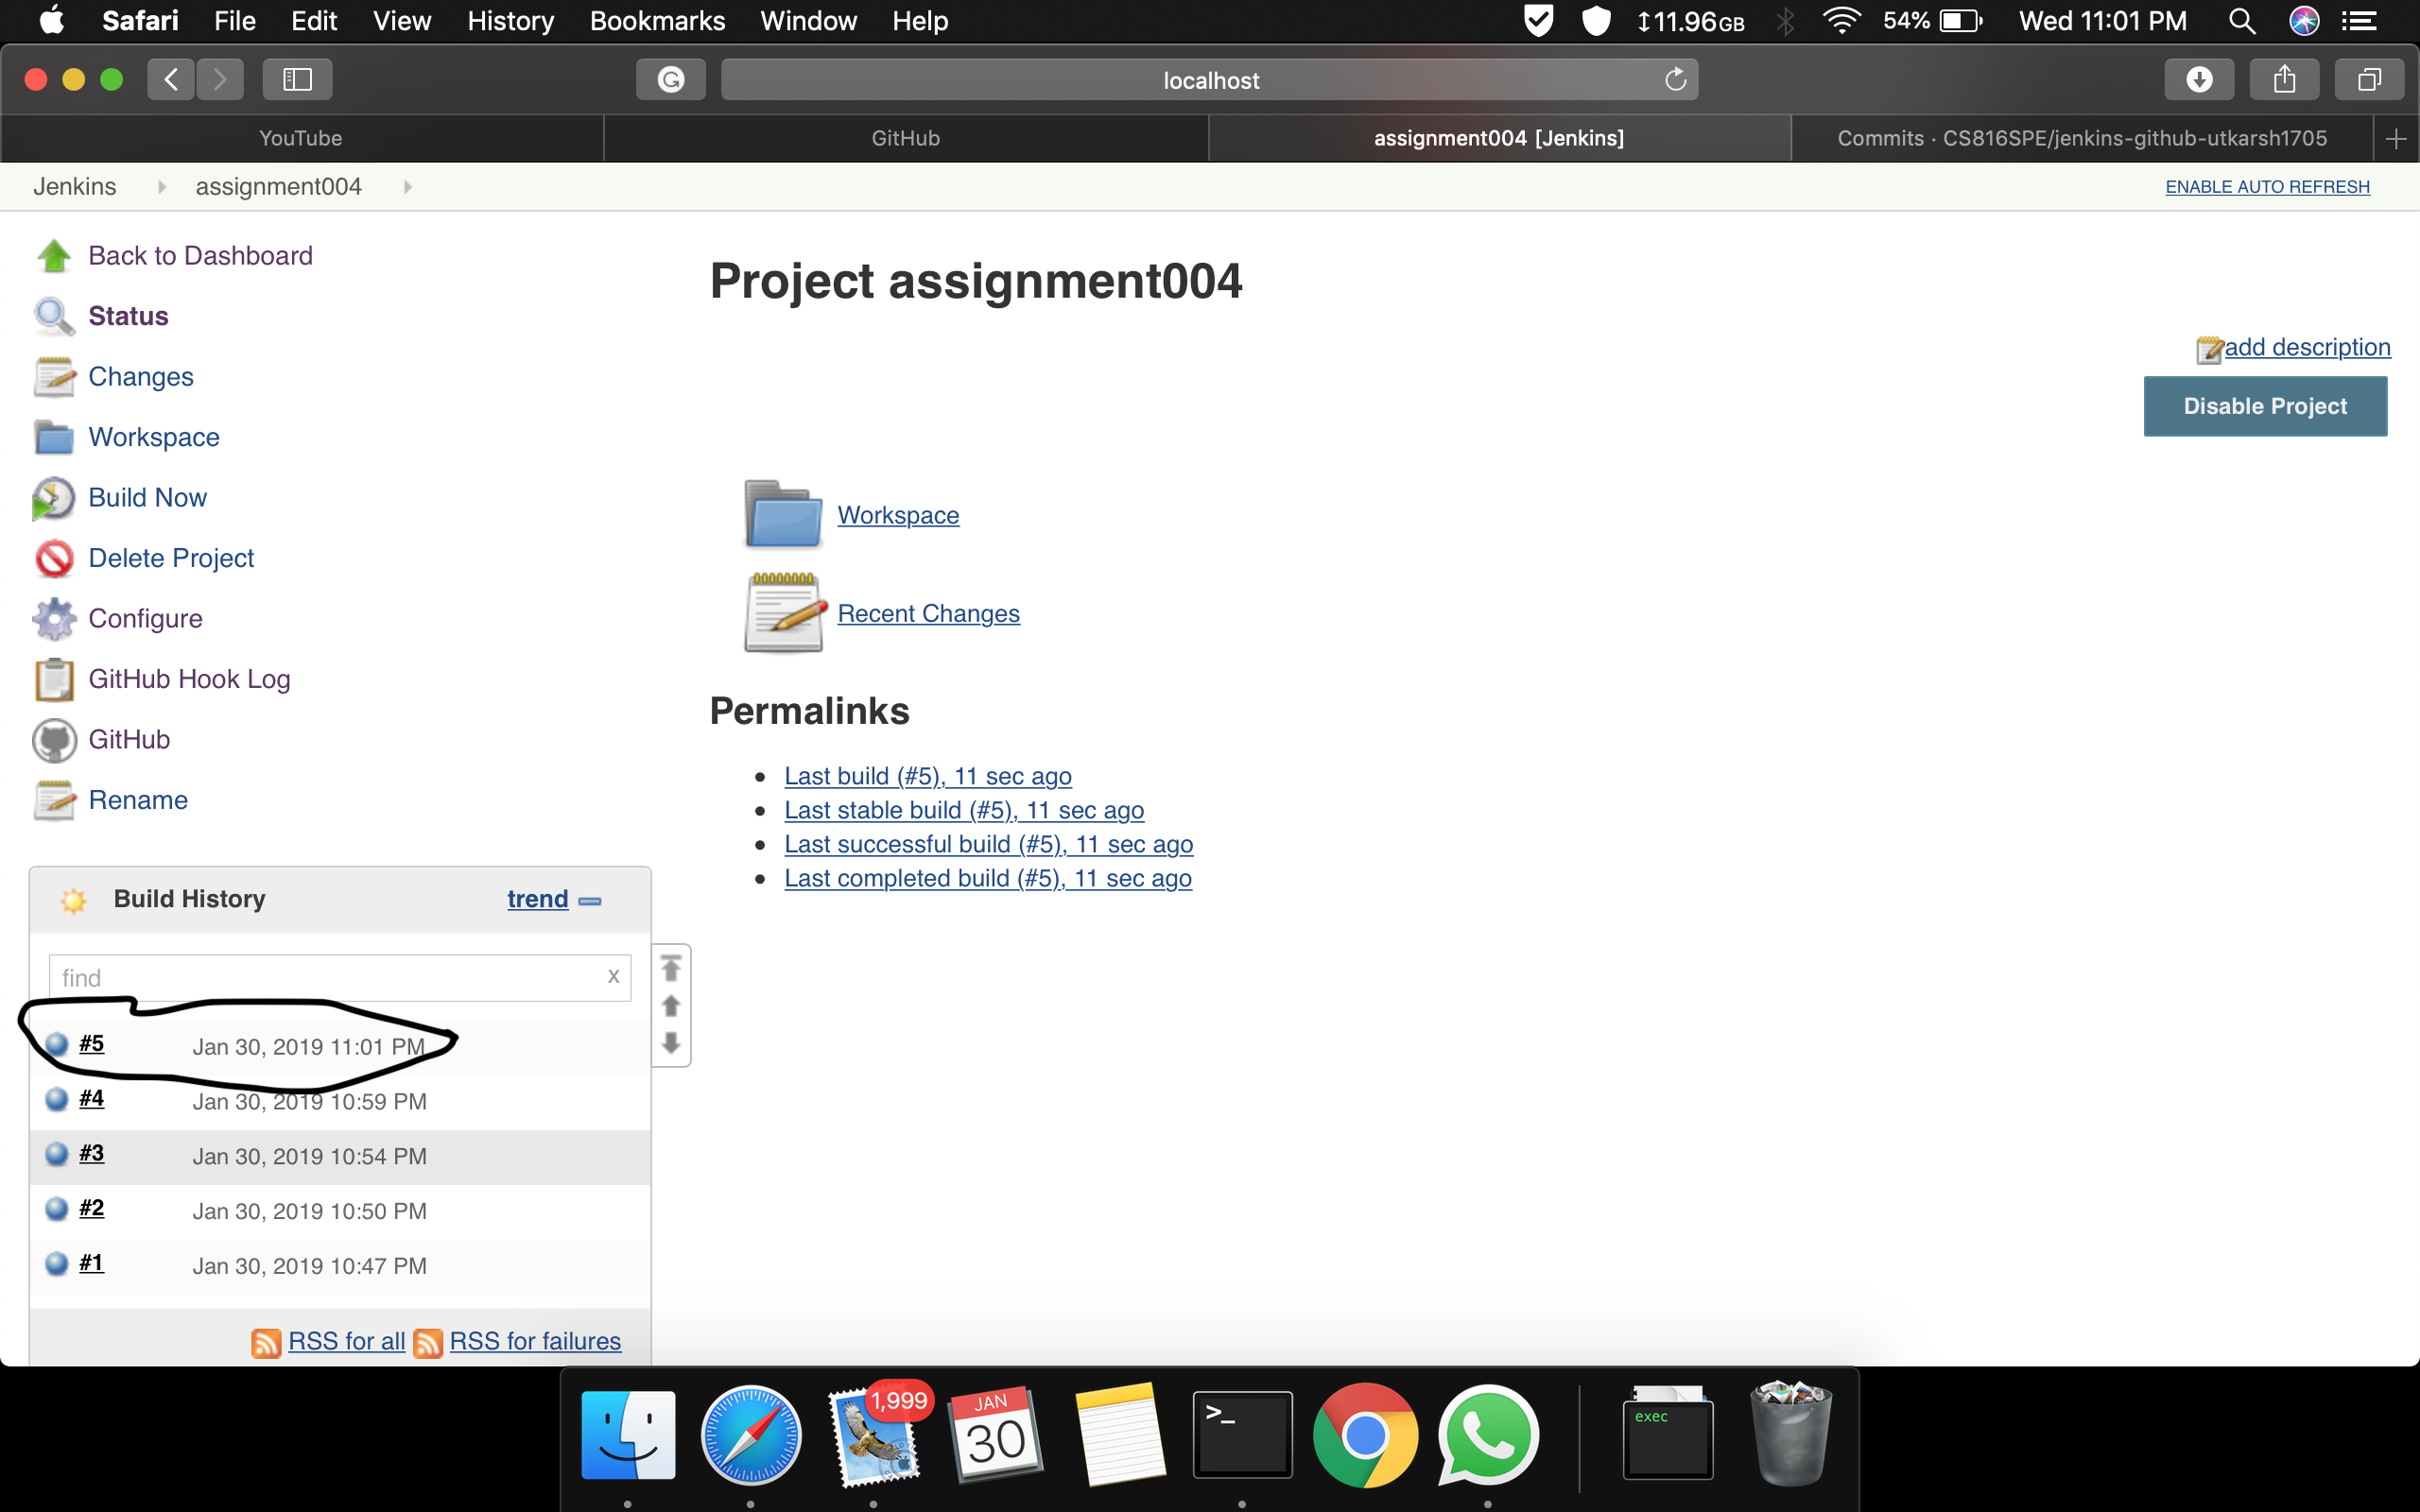 Safari File Edit View History Bookmarks Window Help 11.96GB 54% Wed 11:01 PM
localhost
YouTube GitHub assignment004 [Jenkins] Commits · CS816SPE/jenkins-github-utkarsh1705
Jenkins assignment004 ENABLE AUTO REFRESH
Back to Dashboard
Status
Changes
Workspace
Build Now
Delete Project
Configure
GitHub Hook Log
GitHub
Rename
Project assignment004
add description
Disable Project
Workspace
Recent Changes
Permalinks
Last build (#5), 11 sec ago
Last stable build (#5), 11 sec ago
Last successful build (#5), 11 sec ago
Last completed build (#5), 11 sec ago
Build History trend
find x
#5 Jan 30, 2019 11:01 PM
#4 Jan 30, 2019 10:59 PM
#3 Jan 30, 2019 10:54 PM
#2 Jan 30, 2019 10:50 PM
#1 Jan 30, 2019 10:47 PM
RSS for all RSS for failures
1,999
JAN
30
>_
exec